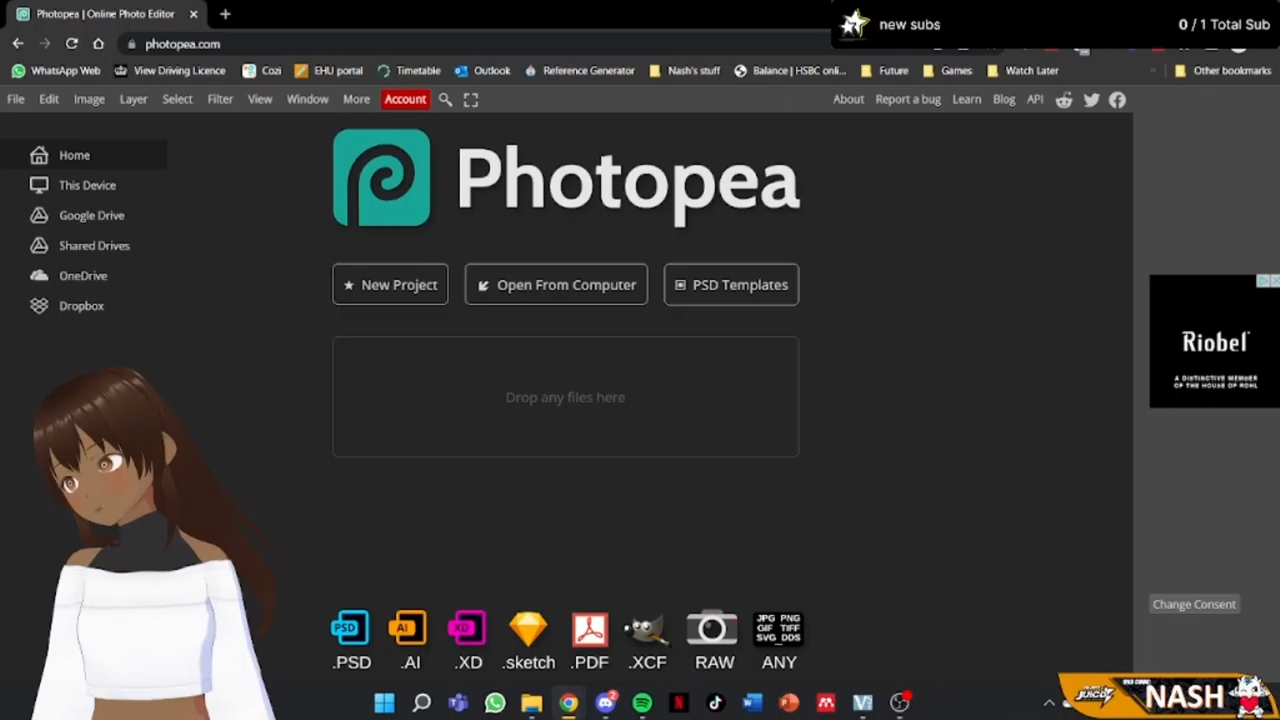 Photopea | Online Photo Editor
new subs
0 / 1 Total Sub
photopea.com
WhatsApp Web View Driving Licence Cozi EHU portal Timetable Outlook Reference Generator Nash's stuff Balance | HSBC onli... Future Games Watch Later Other bookmarks
File Edit Image Layer Select Filter View Window More Account About Report a bug Learn Blog API
Home
This Device
Google Drive
Shared Drives
OneDrive
Dropbox
Photopea
New Project Open From Computer PSD Templates
Drop any files here
Riobel
A DISTINCTIVE MEMBER
OF THE HOUSE OF ROHL
Change Consent
PSD AI XD
JPG PNG
GIF TIFF
SVG DDS
.PSD .AI .XD .sketch .PDF .XCF RAW ANY
2
JUICD
NASH